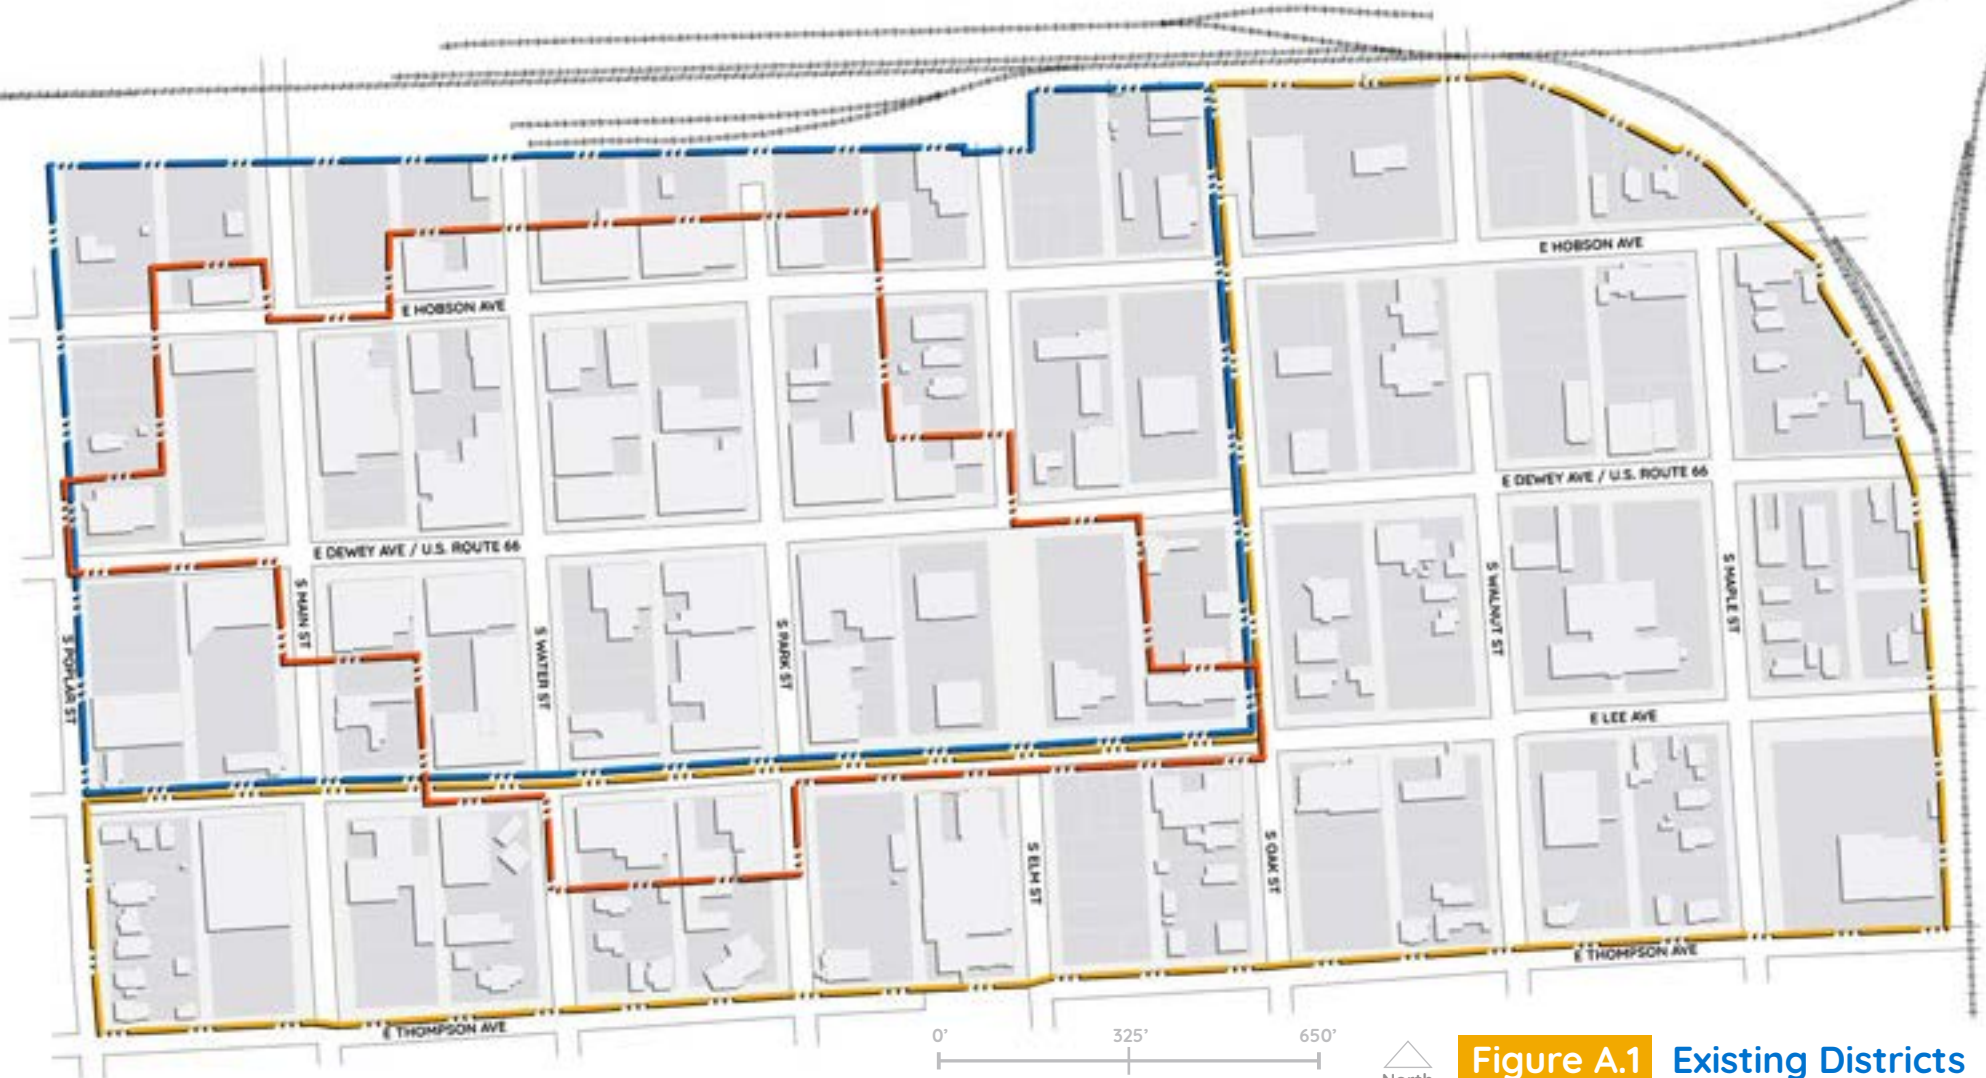 E HOBSON AVE
E HOBSON AVE
E DEWEY AVE / U.S. ROUTE 66
E DEWEY AVE / U.S. ROUTE 66
S POPLAR ST
S MAIN ST
S WATER ST
S PARK ST
S WALNUT ST
S MAPLE ST
E LEE AVE
S ELM ST
S OAK ST
E THOMPSON AVE
E THOMPSON AVE
0' 325' 650'
North
Figure A.1 Existing Districts